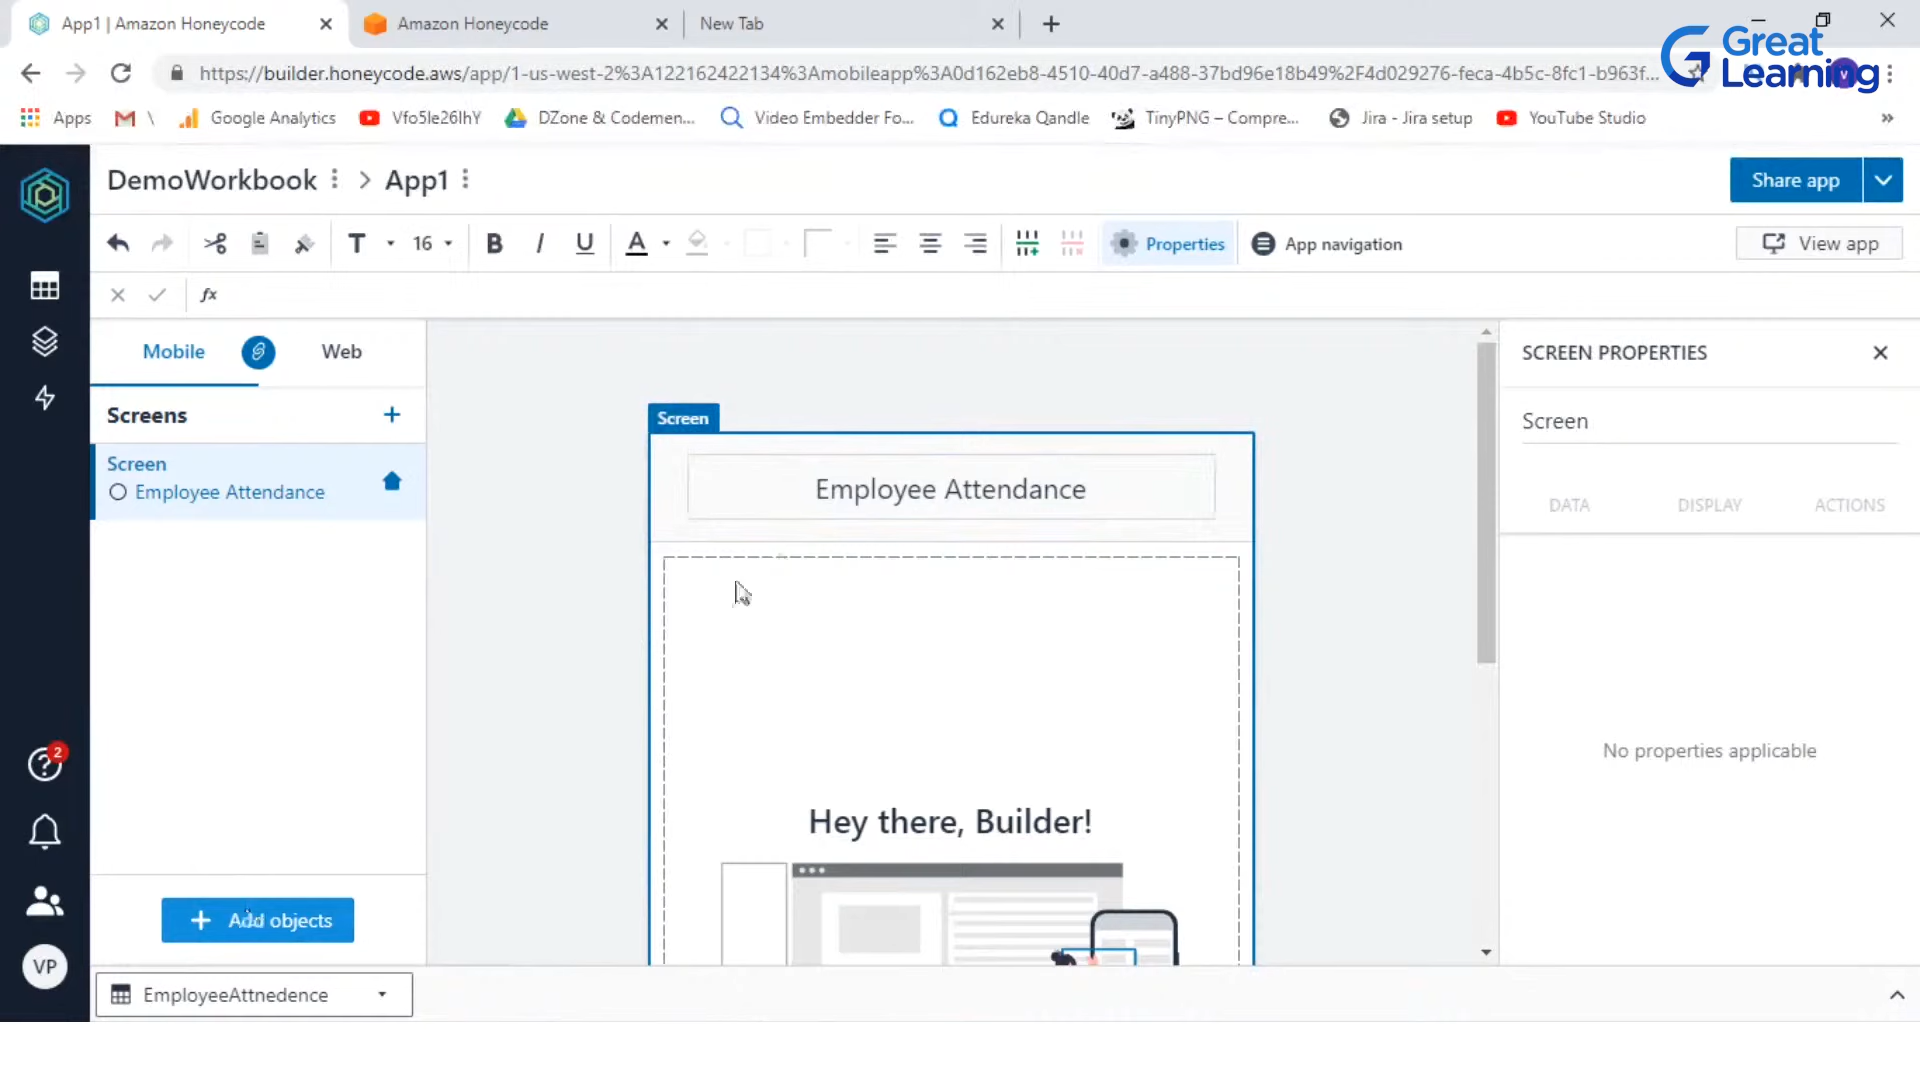 App1 | Amazon Honeycode
Amazon Honeycode
New Tab
Great Learning
https://builder.honeycode.aws/app/1-us-west-2%3A122162422134%3Amobileapp%3A0d162eb8-4510-40d7-a488-37bd96e18b49%2F4d029276-feca-4b5c-8fc1-b963f...
Apps
\
Google Analytics
Vfo5le26IhY
DZone & Codemen...
Video Embedder Fo...
Edureka Qandle
TinyPNG – Compre...
Jira - Jira setup
YouTube Studio
»
DemoWorkbook > App1
Share app
T 16 B I U A
Properties
App navigation
View app
fx
Mobile
Web
Screens
Screen
Employee Attendance
Screen
Employee Attendance
Hey there, Builder!
SCREEN PROPERTIES
Screen
DATA
DISPLAY
ACTIONS
No properties applicable
2
VP
Add objects
EmployeeAttnedence